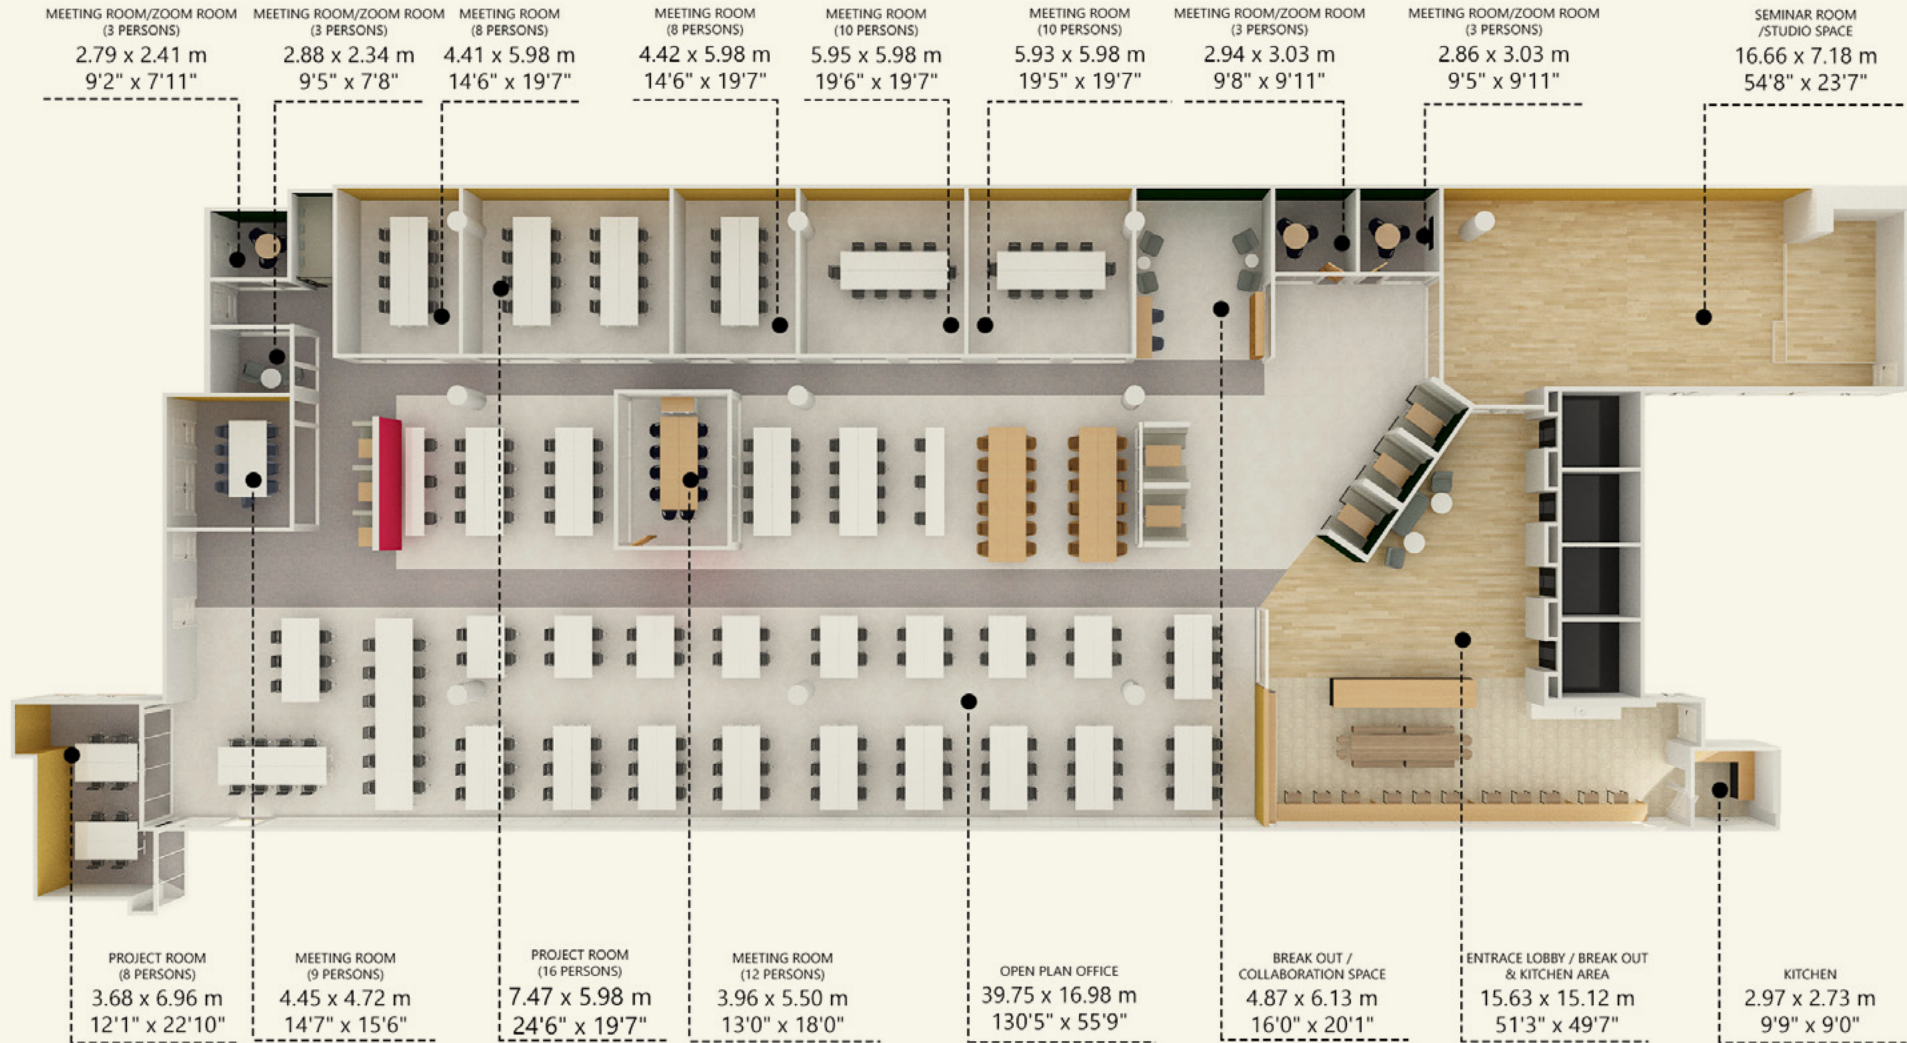 MEETING ROOM/ZOOM ROOM
(3 PERSONS)
2.79 x 2.41 m
9'2" x 7'11"
MEETING ROOM/ZOOM ROOM
(3 PERSONS)
2.88 x 2.34 m
9'5" x 7'8"
MEETING ROOM
(8 PERSONS)
4.41 x 5.98 m
14'6" x 19'7"
MEETING ROOM
(8 PERSONS)
4.42 x 5.98 m
14'6" x 19'7"
MEETING ROOM
(10 PERSONS)
5.95 x 5.98 m
19'6" x 19'7"
MEETING ROOM
(10 PERSONS)
5.93 x 5.98 m
19'5" x 19'7"
MEETING ROOM/ZOOM ROOM
(3 PERSONS)
2.94 x 3.03 m
9'8" x 9'11"
MEETING ROOM/ZOOM ROOM
(3 PERSONS)
2.86 x 3.03 m
9'5" x 9'11"
SEMINAR ROOM
/STUDIO SPACE
16.66 x 7.18 m
54'8" x 23'7"
PROJECT ROOM
(8 PERSONS)
3.68 x 6.96 m
12'1" x 22'10"
MEETING ROOM
(9 PERSONS)
4.45 x 4.72 m
14'7" x 15'6"
PROJECT ROOM
(16 PERSONS)
7.47 x 5.98 m
24'6" x 19'7"
MEETING ROOM
(12 PERSONS)
3.96 x 5.50 m
13'0" x 18'0"
OPEN PLAN OFFICE
39.75 x 16.98 m
130'5" x 55'9"
BREAK OUT /
COLLABORATION SPACE
4.87 x 6.13 m
16'0" x 20'1"
ENTRACE LOBBY / BREAK OUT
& KITCHEN AREA
15.63 x 15.12 m
51'3" x 49'7"
KITCHEN
2.97 x 2.73 m
9'9" x 9'0"